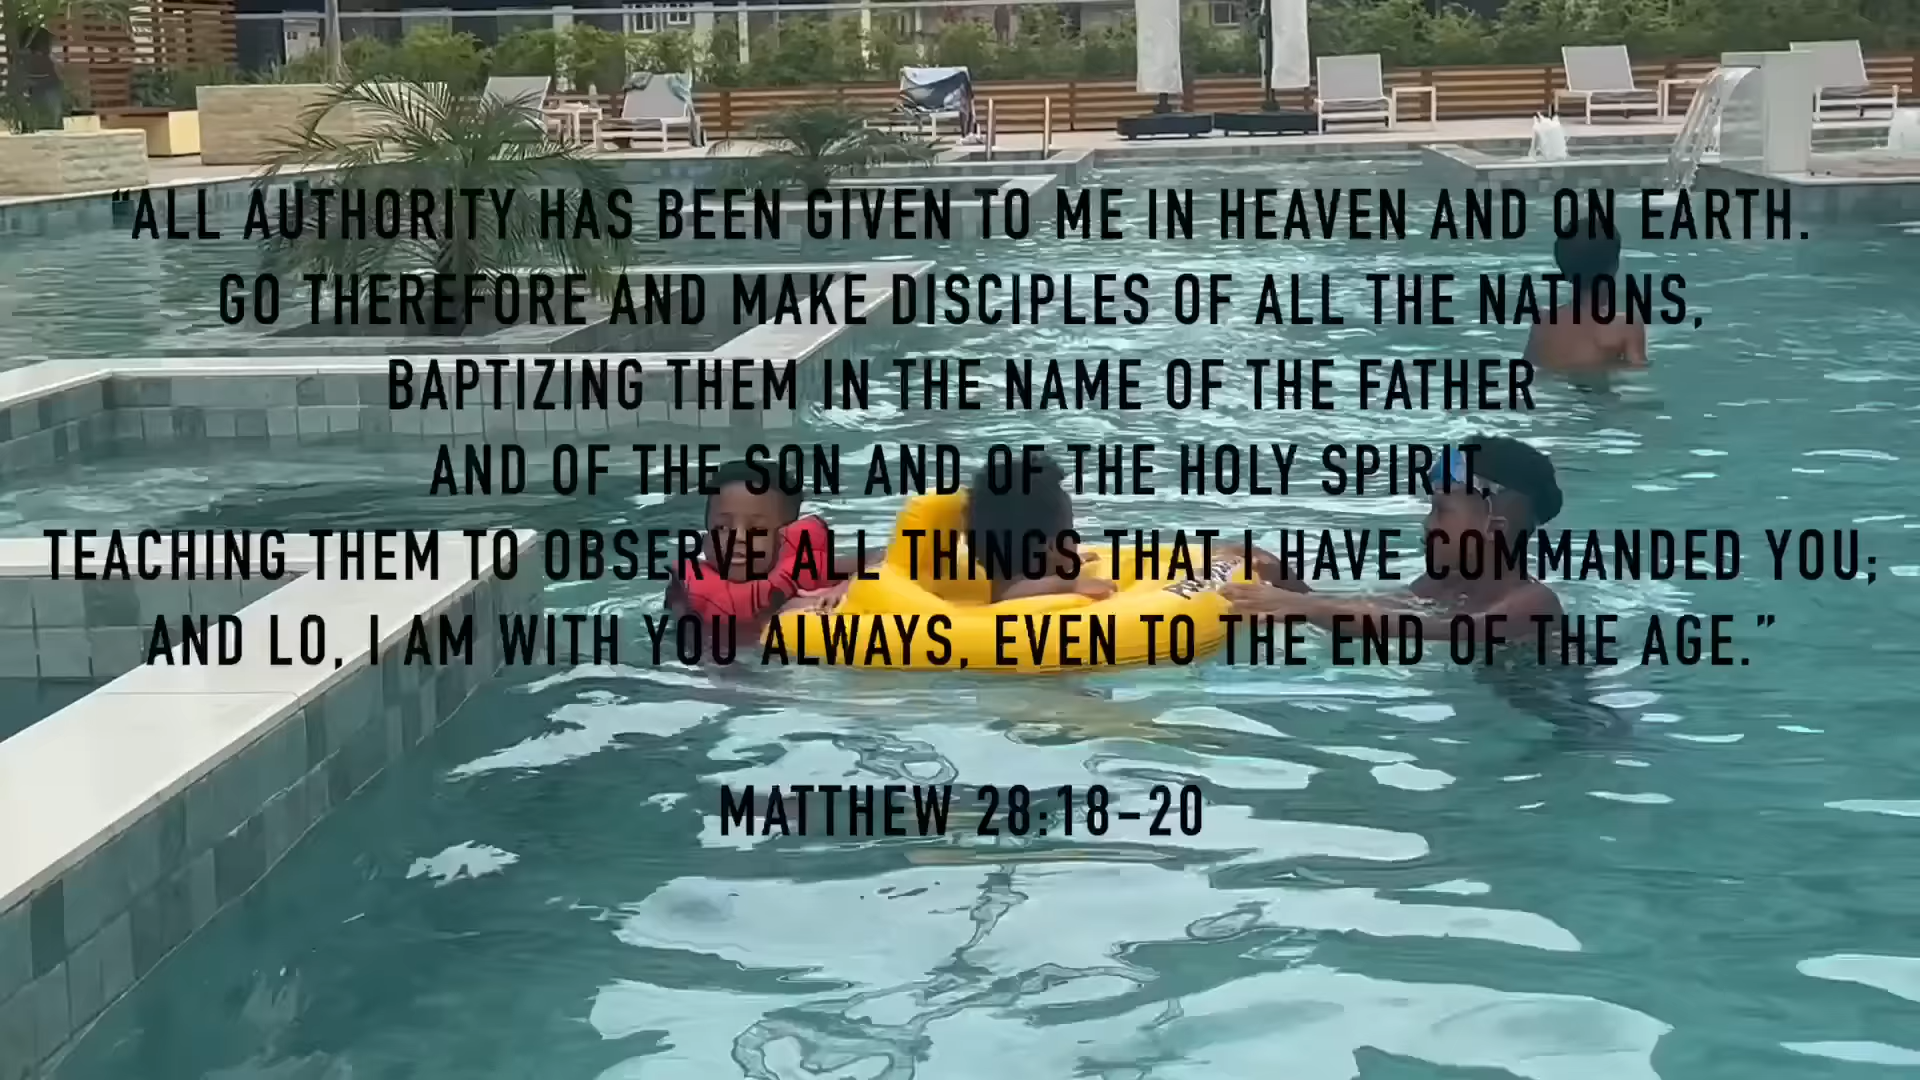 “ALL AUTHORITY HAS BEEN GIVEN TO ME IN HEAVEN AND ON EARTH.
GO THEREFORE AND MAKE DISCIPLES OF ALL THE NATIONS,
BAPTIZING THEM IN THE NAME OF THE FATHER
AND OF THE SON AND OF THE HOLY SPIRIT,
TEACHING THEM TO OBSERVE ALL THINGS THAT I HAVE COMMANDED YOU;
AND LO, I AM WITH YOU ALWAYS, EVEN TO THE END OF THE AGE.”
MATTHEW 28:18-20